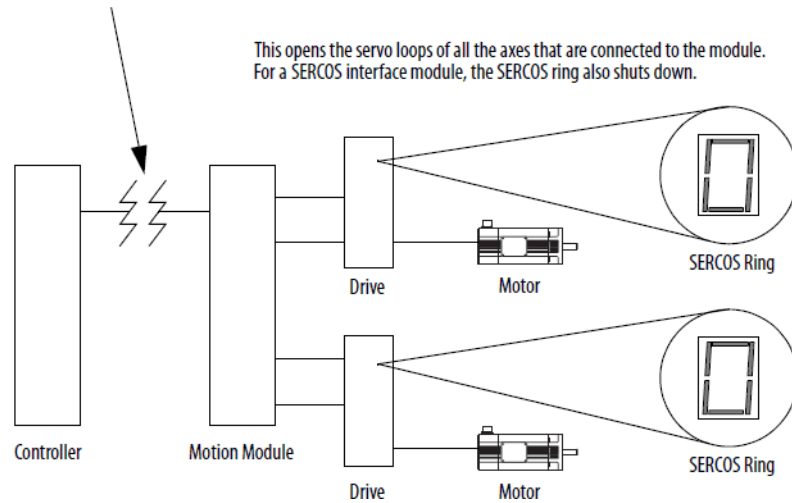 This opens the servo loops of all the axes that are connected to the module.
For a SERCOS interface module, the SERCOS ring also shuts down.
Drive
Motor
SERCOS Ring
Controller
Motion Module
Drive
Motor
SERCOS Ring